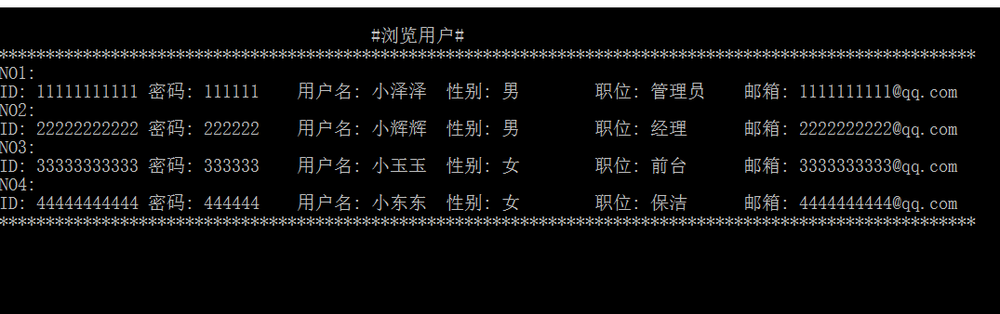 #浏览用户#
*********************************************************************************************************
NO1:
ID: 11111111111 密码: 111111 用户名: 小泽泽 性别: 男 职位: 管理员 邮箱: 1111111111@qq.com
NO2:
ID: 22222222222 密码: 222222 用户名: 小辉辉 性别: 男 职位: 经理 邮箱: 2222222222@qq.com
NO3:
ID: 33333333333 密码: 333333 用户名: 小玉玉 性别: 女 职位: 前台 邮箱: 3333333333@qq.com
NO4:
ID: 44444444444 密码: 444444 用户名: 小东东 性别: 女 职位: 保洁 邮箱: 4444444444@qq.com
*********************************************************************************************************